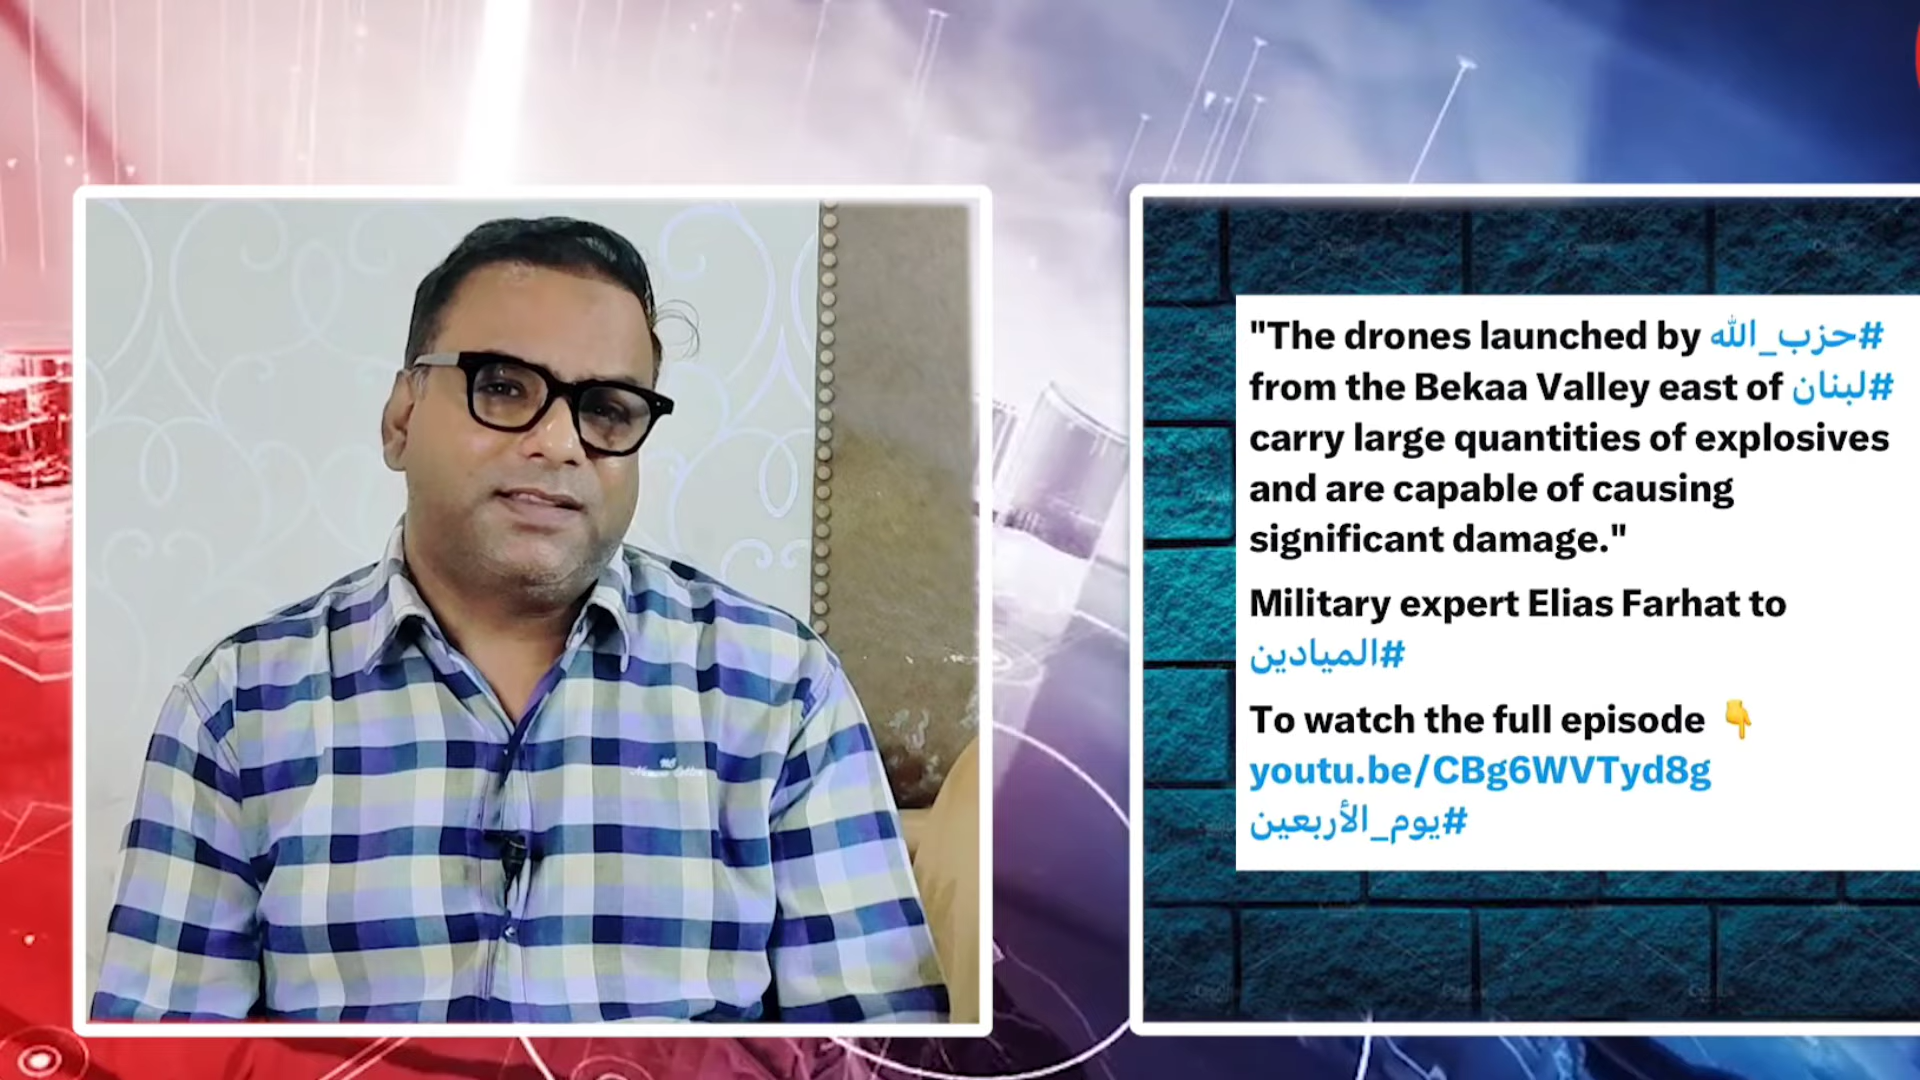 "The drones launched by #حزب_الله
from the Bekaa Valley east of #لبنان
carry large quantities of explosives
and are capable of causing
significant damage."
Military expert Elias Farhat to
#الميادين
To watch the full episode 👇
youtu.be/CBg6WVTyd8g
#يوم_الأربعين